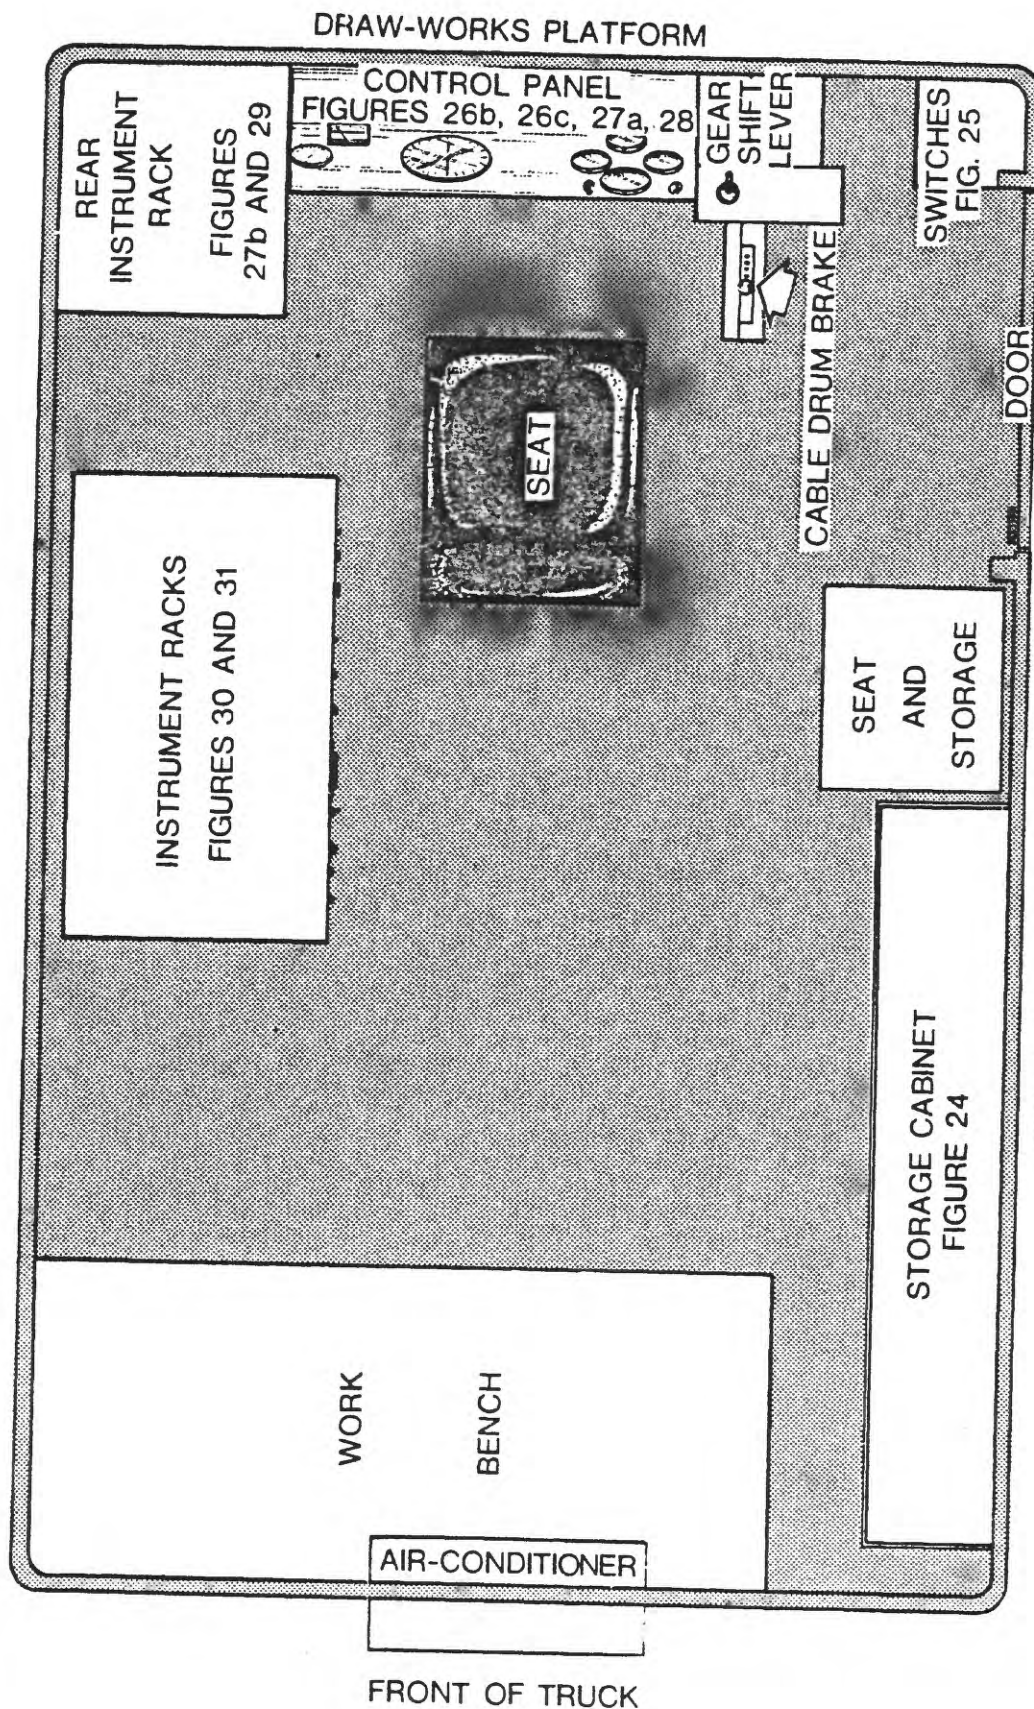 DRAW-WORKS PLATFORM
REAR
INSTRUMENT
RACK
FIGURES
27b AND 29
CONTROL PANEL
FIGURES 26b, 26c, 27a, 28
GEAR
SHIFT
LEVER
SWITCHES
FIG. 25
CABLE DRUM BRAKE
DOOR
SEAT
INSTRUMENT RACKS
FIGURES 30 AND 31
SEAT
AND
STORAGE
STORAGE CABINET
FIGURE 24
WORK
BENCH
AIR-CONDITIONER
FRONT OF TRUCK